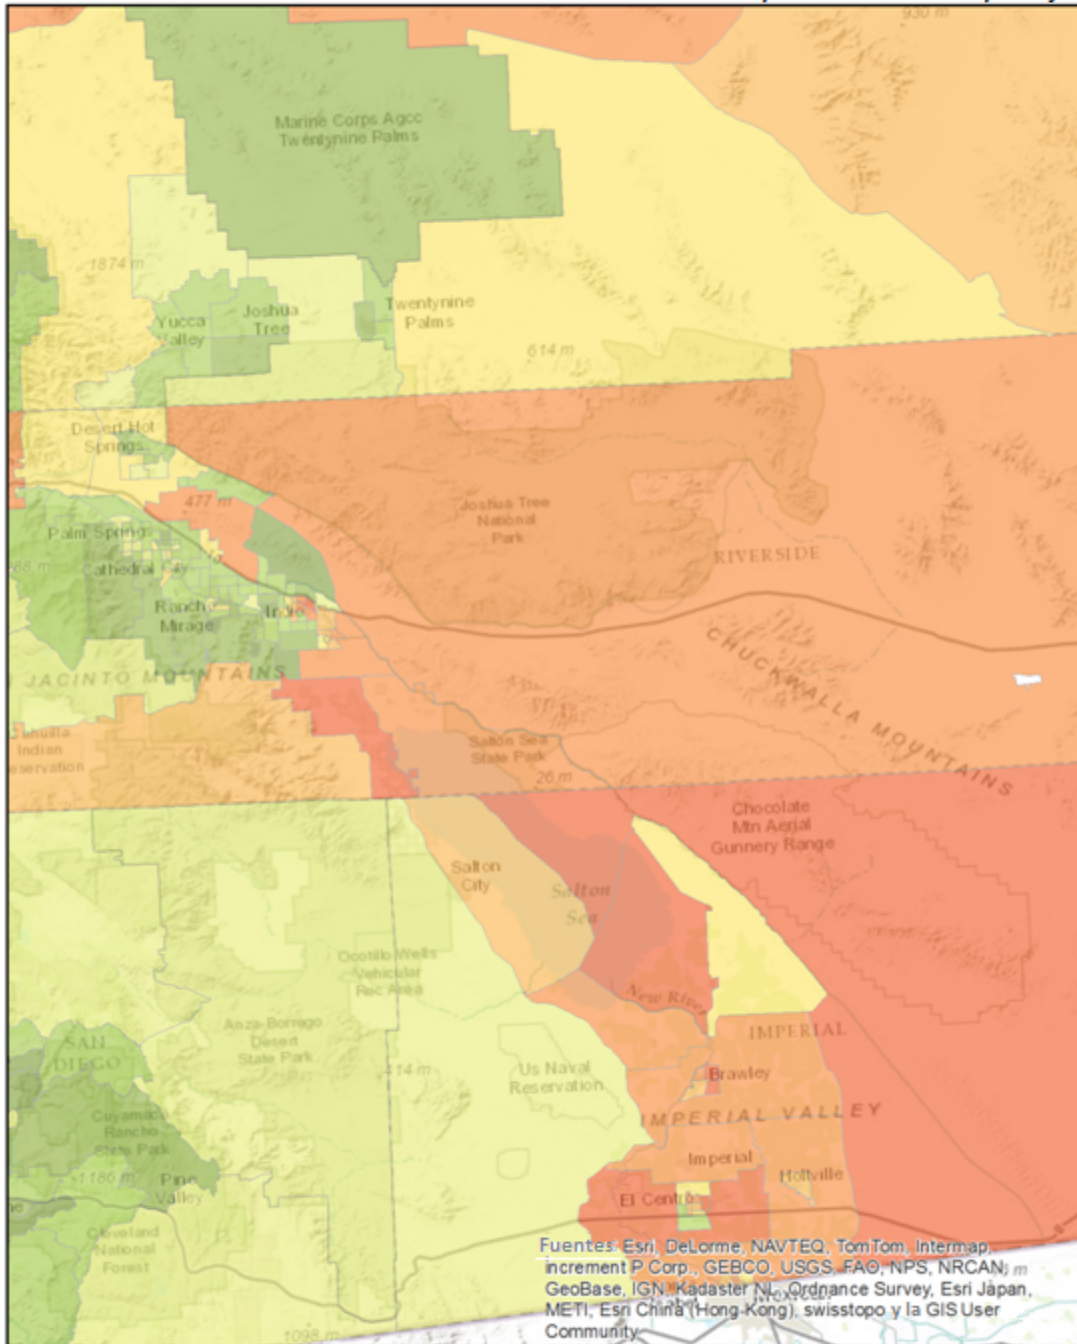 930 m
Marine Corps Agcc
Twentynine Palms
1874 m
Yucca
Valley
Joshua
Tree
Twentynine
Palms
614 m
Desert Hot
Springs
477 m
Joshua Tree
National
Park
Palm Spring
Cathedral City
RIVERSIDE
Ranch
Mirage
Indio
JACINTO MOUNTAINS
CHUCKWALLA MOUNTAINS
Indian
eservation
Salton Sea
State Park
26 m
Chocolate
Mtn Aerial
Gunnery Range
Salton
City
Salton
Sea
Ocotillo Wells
Vehicular
Rec Area
New River
Anza-Borrego
Desert
State Park
IMPERIAL
SAN
DIEGO
414 m
Us Naval
Reservation
Brawley
Cuyamaca
Rancho
State Park
IMPERIAL VALLEY
1186 m
Pine
Valley
Imperial
Holtville
El Centro
Cleveland
National
Forest
Fuentes: Esri, DeLorme, NAVTEQ, TomTom, Intermap,
increment P Corp., GEBCO, USGS, FAO, NPS, NRCAN,
GeoBase, IGN, Kadaster NL, Ordnance Survey, Esri Japan,
METI, Esri China (Hong Kong), swisstopo y la GIS User
Community
1098 m